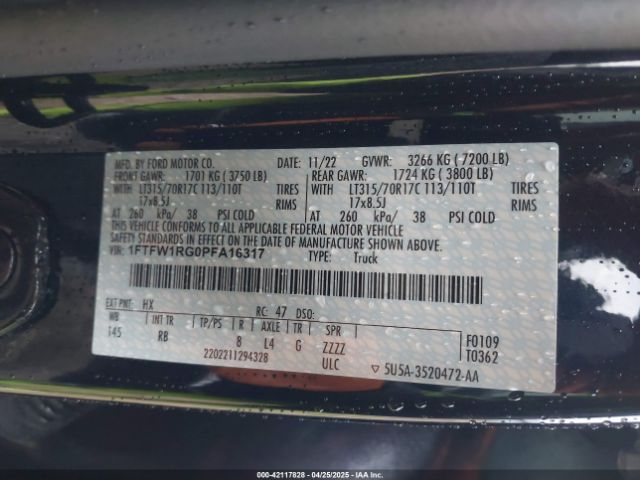 MFD. BY FORD MOTOR CO. DATE: 11/22 GVWR: 3266 KG ( 7200 LB)
FRONT GAWR: 1701 KG ( 3750 LB) REAR GAWR: 1724 KG ( 3800 LB)
WITH LT315/70R17C 113/110T TIRES WITH LT315/70R17C 113/110T TIRES
17x8.5J RIMS 17x8.5J RIMS
AT 260 kPa/ 38 PSI COLD AT 260 kPa/ 38 PSI COLD
THIS VEHICLE CONFORMS TO ALL APPLICABLE FEDERAL MOTOR VEHICLE
SAFETY AND THEFT PREVENTION STANDARDS IN EFFECT ON THE DATE OF MANUFACTURE SHOWN ABOVE.
VIN: 1FTFW1RG0PFA16317 TYPE: Truck
EXT PNT: HX RC: 47 DSO:
WB INT TR TP/PS R AXLE TR SPR
145 RB 8 L4 G ZZZZ
F0109
T0362
2202211294328 ULC 5U5A-3520472-AA
000-42117828 - 04/25/2025 - IAAI.COM